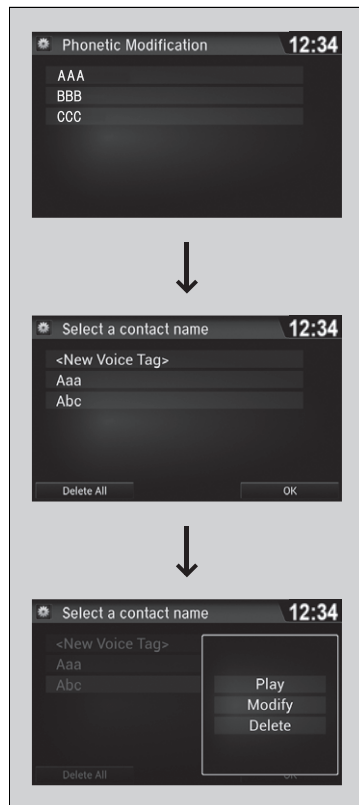 Phonetic Modification 12:34
AAA
BBB
CCC
Select a contact name 12:34
<New Voice Tag>
Aaa
Abc
Delete All OK
Select a contact name 12:34
<New Voice Tag>
Aaa
Abc
Play
Modify
Delete
Delete All OK